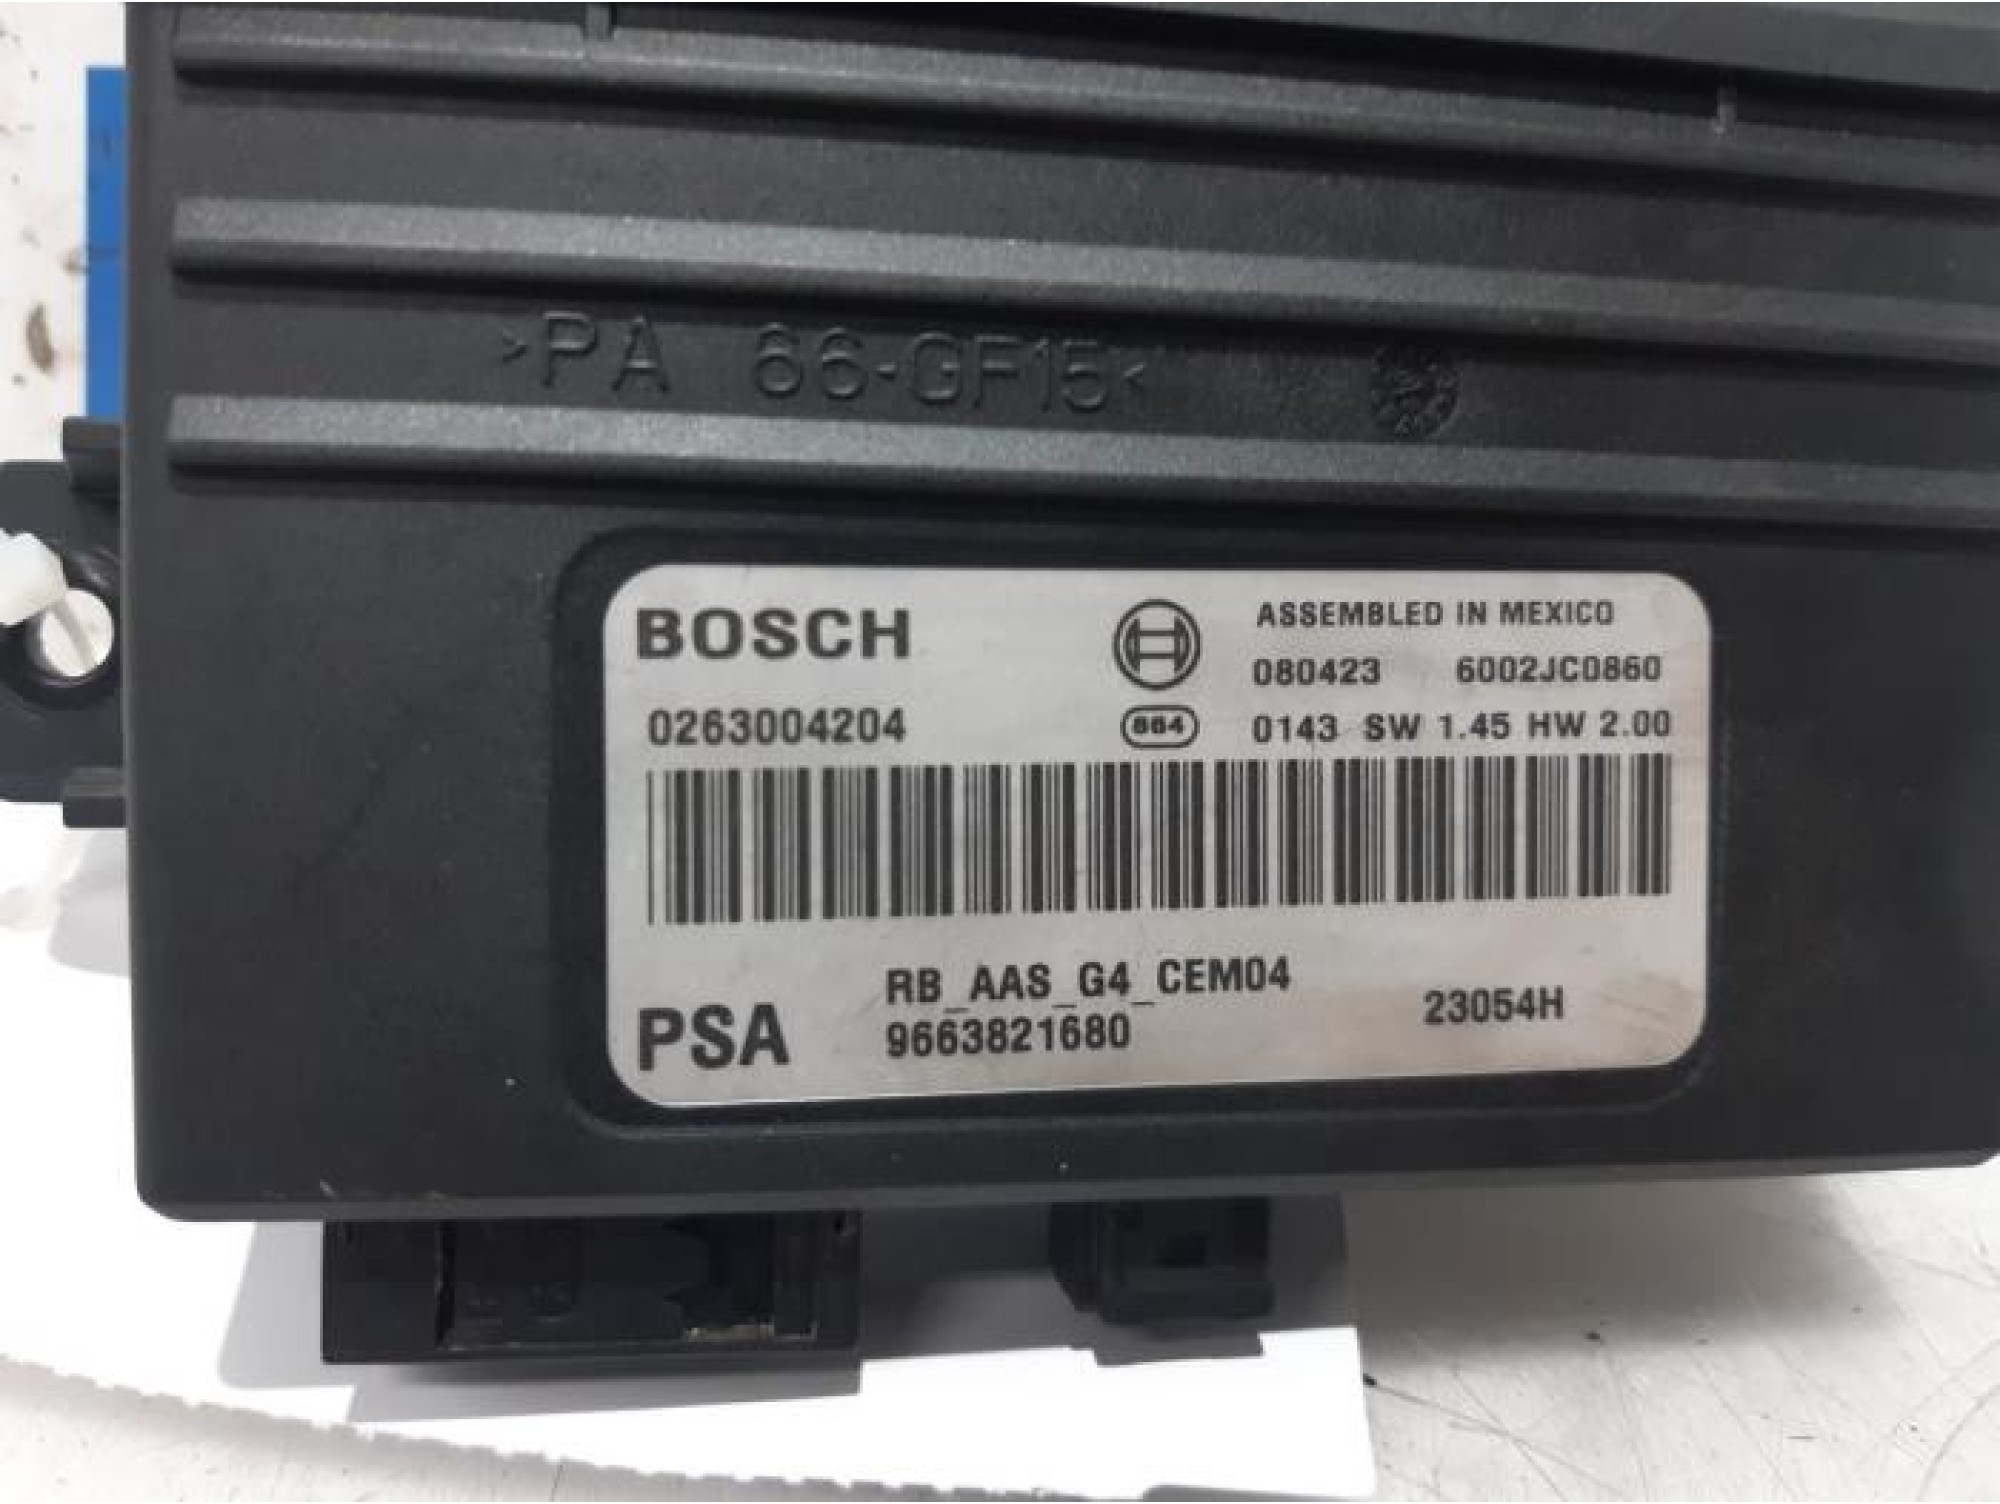 >PA 66-GF15<
BOSCH
ASSEMBLED IN MEXICO
080423 6002JC0860
0263004204
664 0143 SW 1.45 HW 2.00
RB_AAS_G4_CEM04
PSA 9663821680 23054H